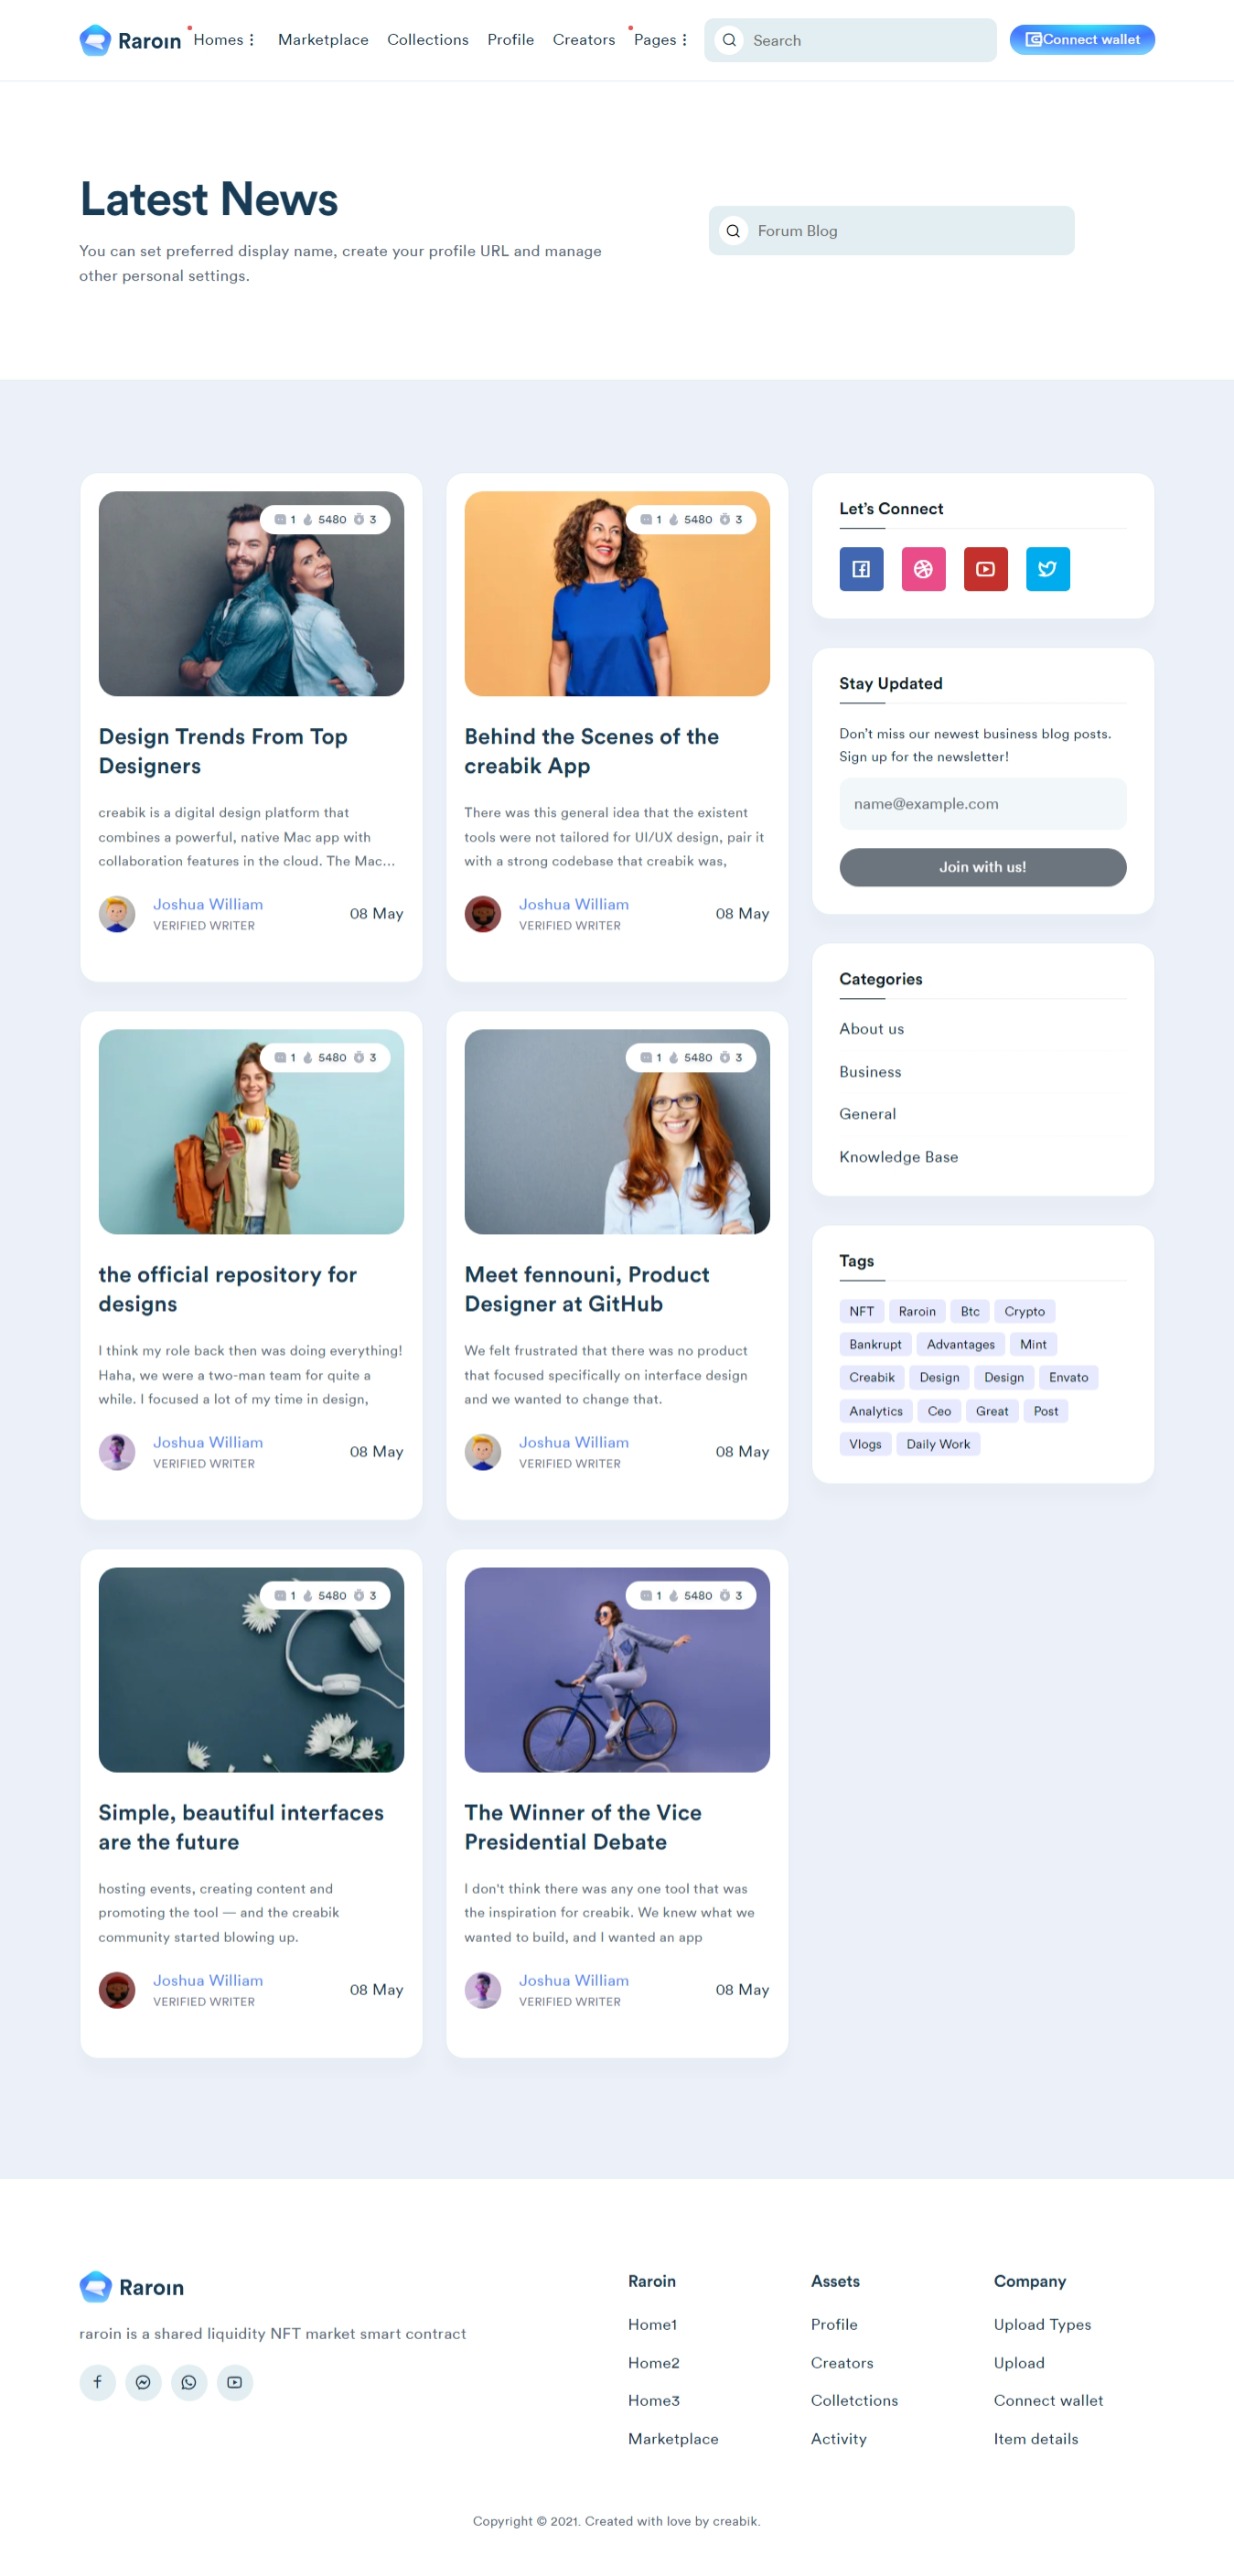 Raroin
Homes
Marketplace
Collections
Profile
Creators
Pages
Search
Connect wallet
Latest News
You can set preferred display name, create your profile URL and manage
other personal settings.
Forum Blog
1 5480 3
Design Trends From Top
Designers
creabik is a digital design platform that
combines a powerful, native Mac app with
collaboration features in the cloud. The Mac...
Joshua William
VERIFIED WRITER
08 May
1 5480 3
Behind the Scenes of the
creabik App
There was this general idea that the existent
tools were not tailored for UI/UX design, pair it
with a strong codebase that creabik was,
Joshua William
VERIFIED WRITER
08 May
1 5480 3
the official repository for
designs
I think my role back then was doing everything!
Haha, we were a two-man team for quite a
while. I focused a lot of my time in design,
Joshua William
VERIFIED WRITER
08 May
1 5480 3
Meet fennouni, Product
Designer at GitHub
We felt frustrated that there was no product
that focused specifically on interface design
and we wanted to change that.
Joshua William
VERIFIED WRITER
08 May
1 5480 3
Simple, beautiful interfaces
are the future
hosting events, creating content and
promoting the tool — and the creabik
community started blowing up.
Joshua William
VERIFIED WRITER
08 May
1 5480 3
The Winner of the Vice
Presidential Debate
I don't think there was any one tool that was
the inspiration for creabik. We knew what we
wanted to build, and I wanted an app
Joshua William
VERIFIED WRITER
08 May
Let's Connect
Stay Updated
Don't miss our newest business blog posts.
Sign up for the newsletter!
name@example.com
Join with us!
Categories
About us
Business
General
Knowledge Base
Tags
NFT Raroin Btc Crypto
Bankrupt Advantages Mint
Creabik Design Design Envato
Analytics Ceo Great Post
Vlogs Daily Work
Raroin
raroin is a shared liquidity NFT market smart contract
Raroin
Home1
Home2
Home3
Marketplace
Assets
Profile
Creators
Colletctions
Activity
Company
Upload Types
Upload
Connect wallet
Item details
Copyright © 2021. Created with love by creabik.